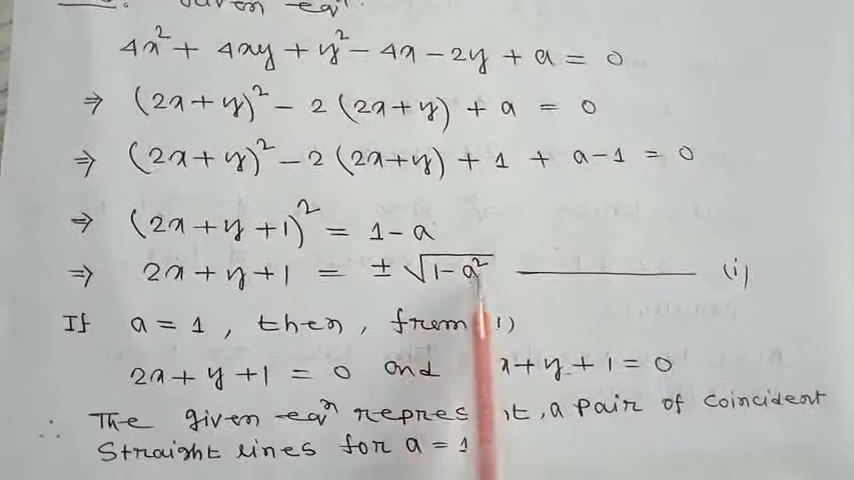 Given eqⁿ.
4x² + 4xy + y² - 4x - 2y + a = 0
⇒ (2x + y)² - 2 (2x + y) + a = 0
⇒ (2x + y)² - 2 (2x + y) + 1 + a - 1 = 0
⇒ (2x + y + 1)² = 1 - a
⇒ 2x + y + 1 = ± √1 - a² ——— (i)
If a = 1, then, from
2x + y + 1 = 0 and x + y + 1 = 0
∴ The given eqⁿ a pair of coincident
straight lines for a = 1